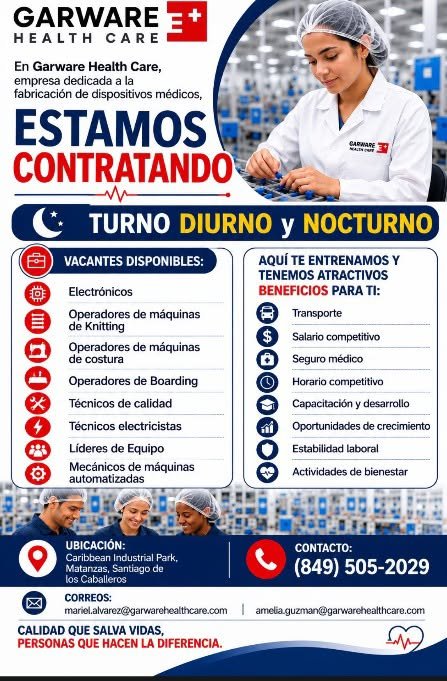 GARWARE
HEALTH CARE
En Garware Health Care,
empresa dedicada a la
fabricación de dispositivos médicos,
ESTAMOS
CONTRATANDO
GARWARE
HEALTH CARE
TURNO DIURNO y NOCTURNO
VACANTES DISPONIBLES:
Electrónicos
Operadores de máquinas
de Knitting
Operadores de máquinas
de costura
Operadores de Boarding
Técnicos de calidad
Técnicos electricistas
Líderes de Equipo
Mecánicos de máquinas
automatizadas
AQUÍ TE ENTRENAMOS Y
TENEMOS ATRACTIVOS
BENEFICIOS PARA TI:
Transporte
Salario competitivo
Seguro médico
Horario competitivo
Capacitación y desarrollo
Oportunidades de crecimiento
Estabilidad laboral
Actividades de bienestar
UBICACIÓN:
Caribbean Industrial Park,
Matanzas, Santiago de
los Caballeros
CONTACTO:
(849) 505-2029
CORREOS:
mariel.alvarez@garwarehealthcare.com | amelia.guzman@garwarehealthcare.com
CALIDAD QUE SALVA VIDAS,
PERSONAS QUE HACEN LA DIFERENCIA.